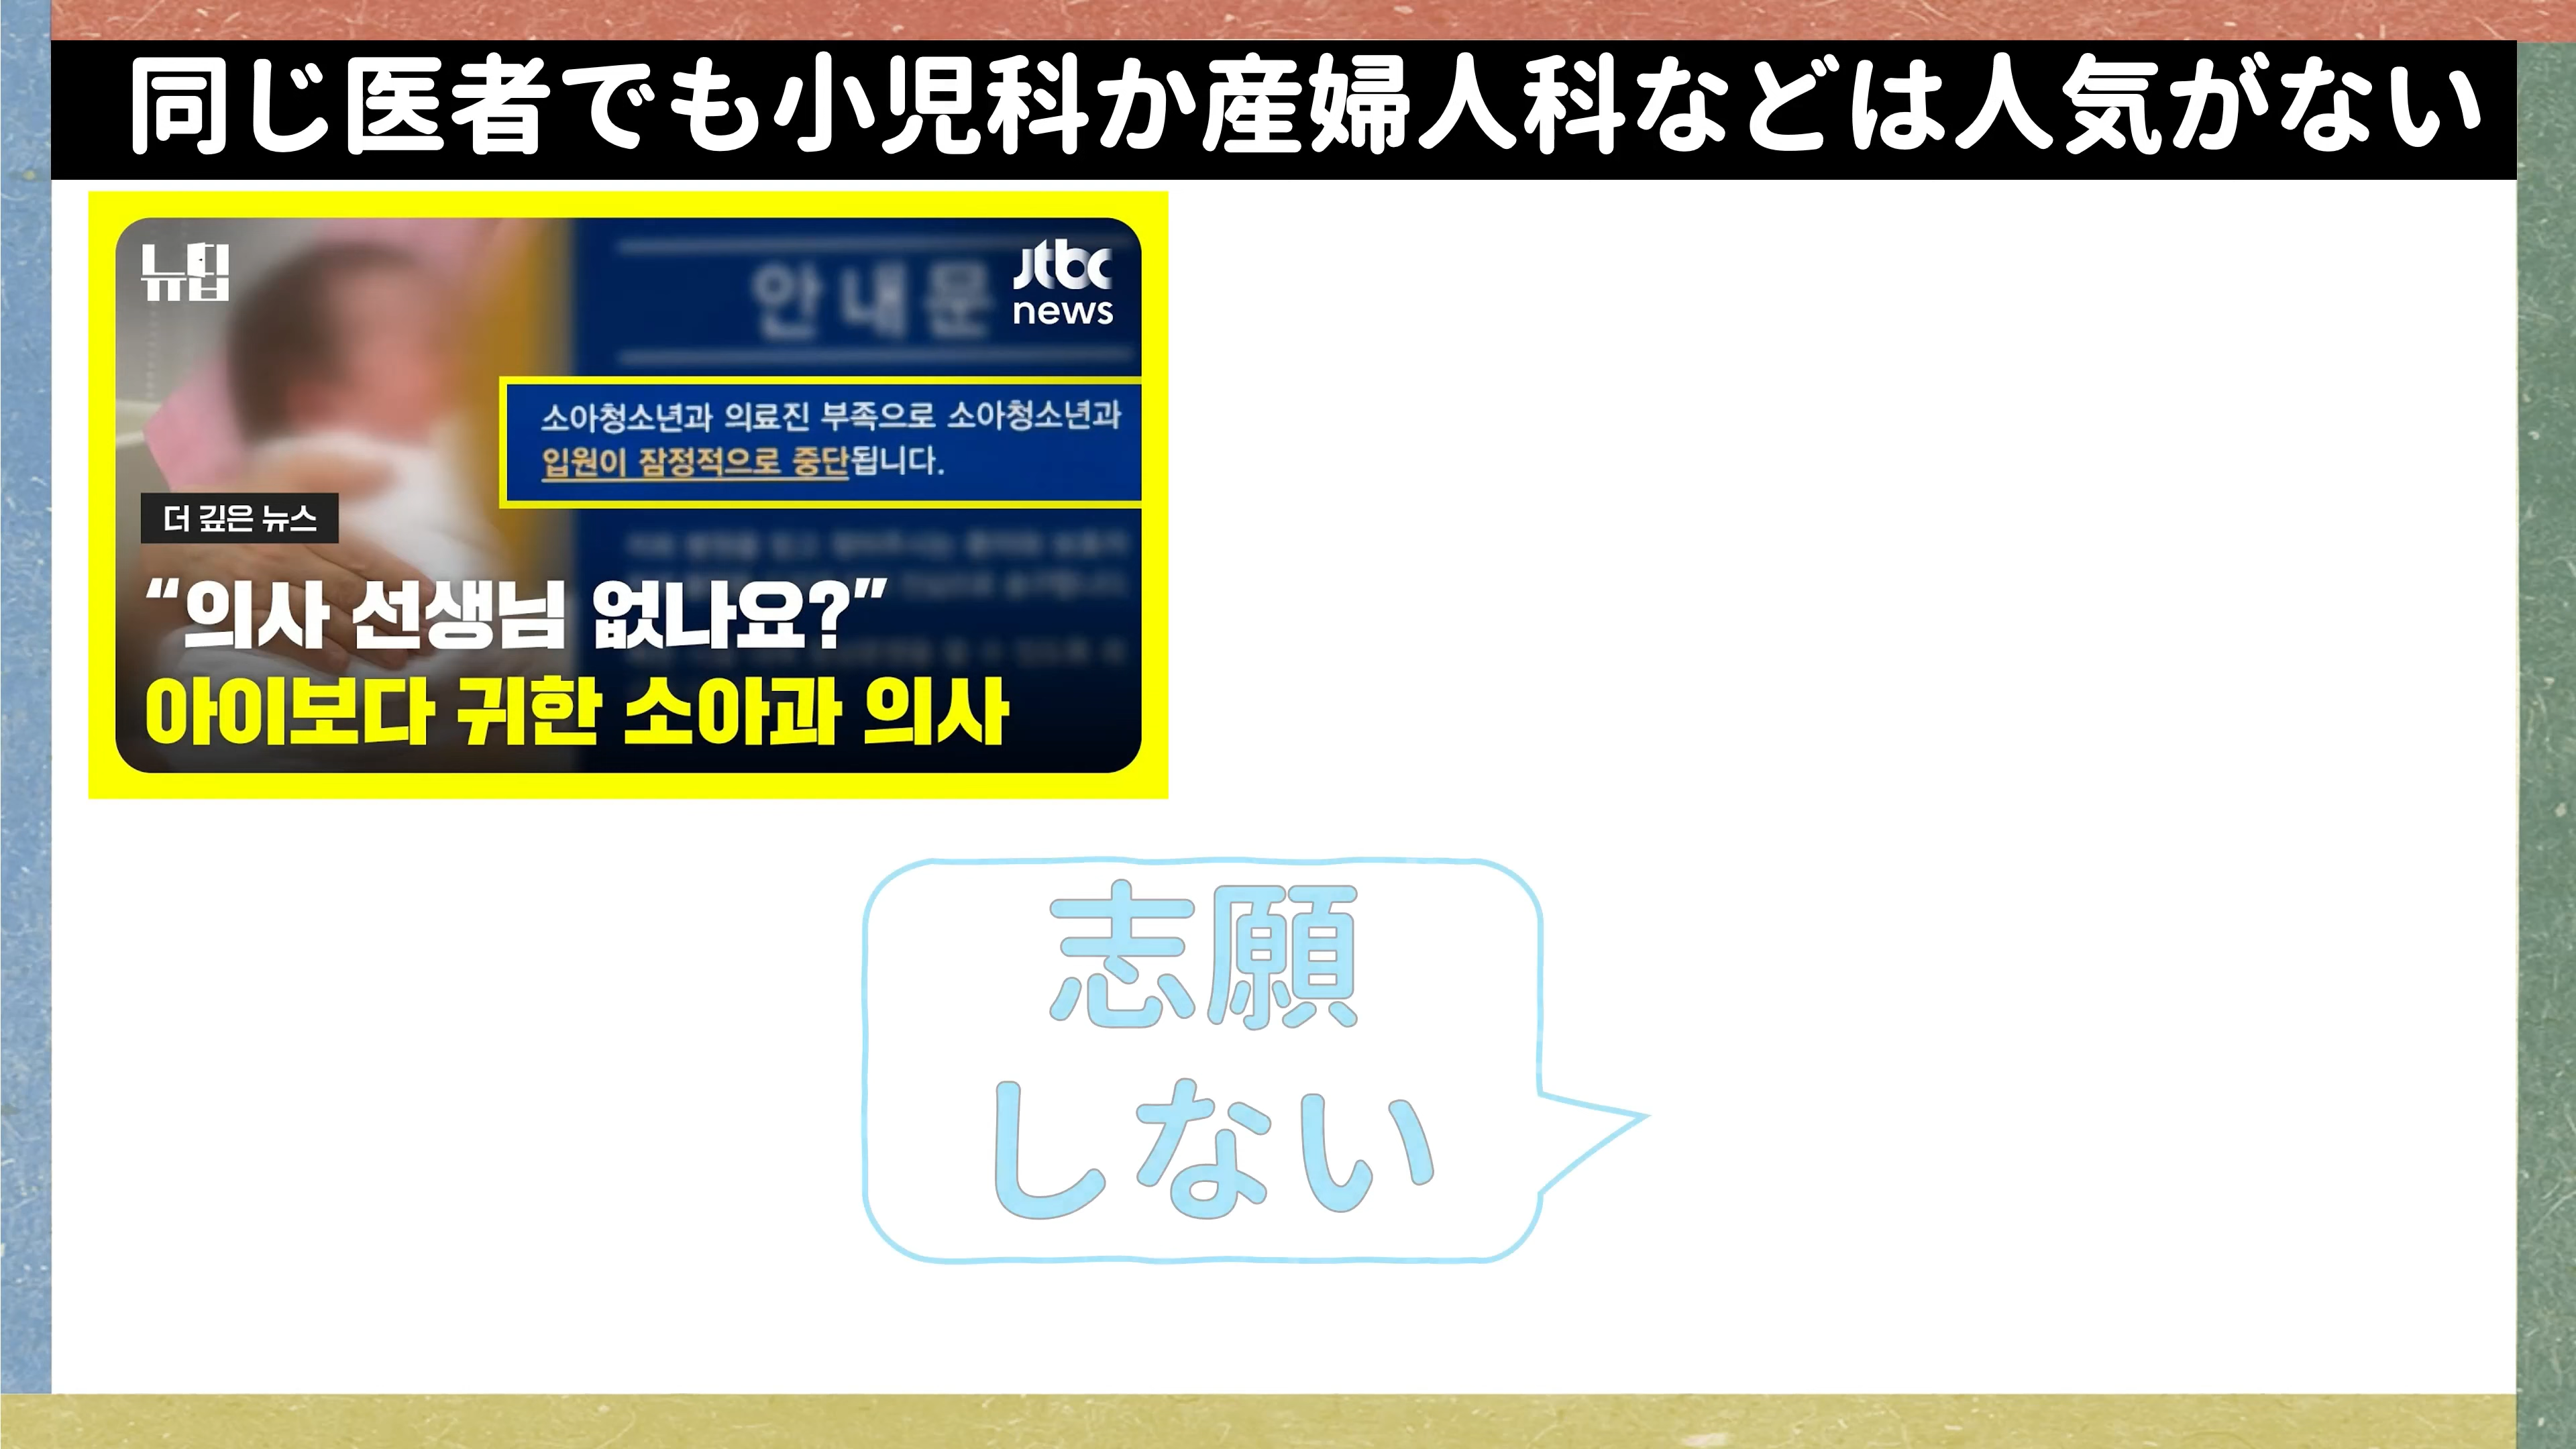 同じ医者でも小児科か産婦人科などは人気がない
뉴딥
jtbc
news
안내문
소아청소년과 의료진 부족으로 소아청소년과
입원이 잠정적으로 중단됩니다.
더 깊은 뉴스
“의사 선생님 없나요?”
아이보다 귀한 소아과 의사
志願
しない